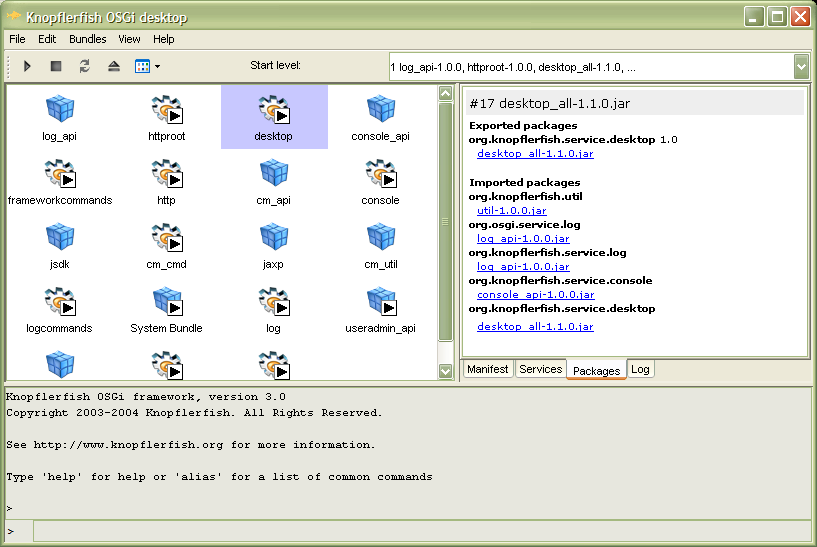 Knopflerfish OSGi desktop
File Edit Bundles View Help
Start level:
1 log_api-1.0.0, httproot-1.0.0, desktop_all-1.1.0, ...
log_api httproot desktop console_api
frameworkcommands http cm_api console
jsdk cm_cmd jaxp cm_util
logcommands System Bundle log useradmin_api
#17 desktop_all-1.1.0.jar
Exported packages
org.knopflerfish.service.desktop 1.0
desktop_all-1.1.0.jar
Imported packages
org.knopflerfish.util
util-1.0.0.jar
org.osgi.service.log
log_api-1.0.0.jar
org.knopflerfish.service.log
log_api-1.0.0.jar
org.knopflerfish.service.console
console_api-1.0.0.jar
org.knopflerfish.service.desktop
desktop_all-1.1.0.jar
Manifest Services Packages Log
Knopflerfish OSGi framework, version 3.0
Copyright 2003-2004 Knopflerfish. All Rights Reserved.
See http://www.knopflerfish.org for more information.
Type 'help' for help or 'alias' for a list of common commands
>
>